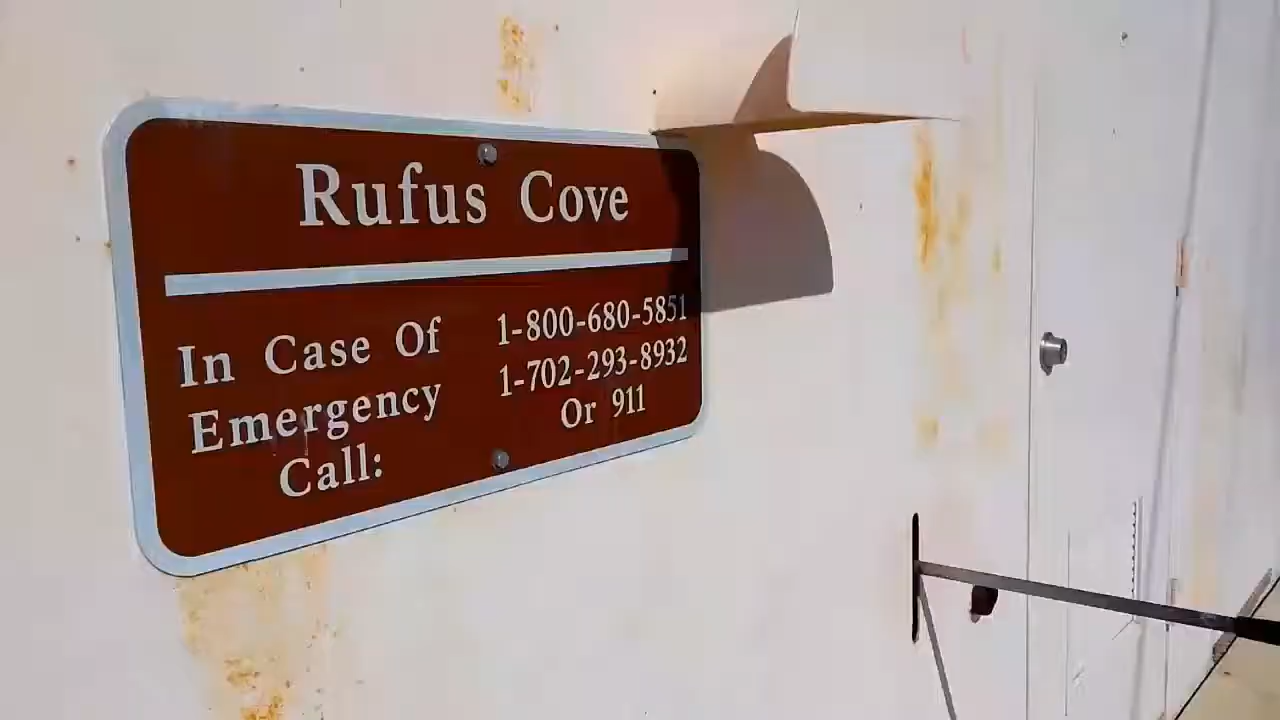 Rufus Cove
In Case Of
Emergency
Call:
1-800-680-5851
1-702-293-8932
Or 911